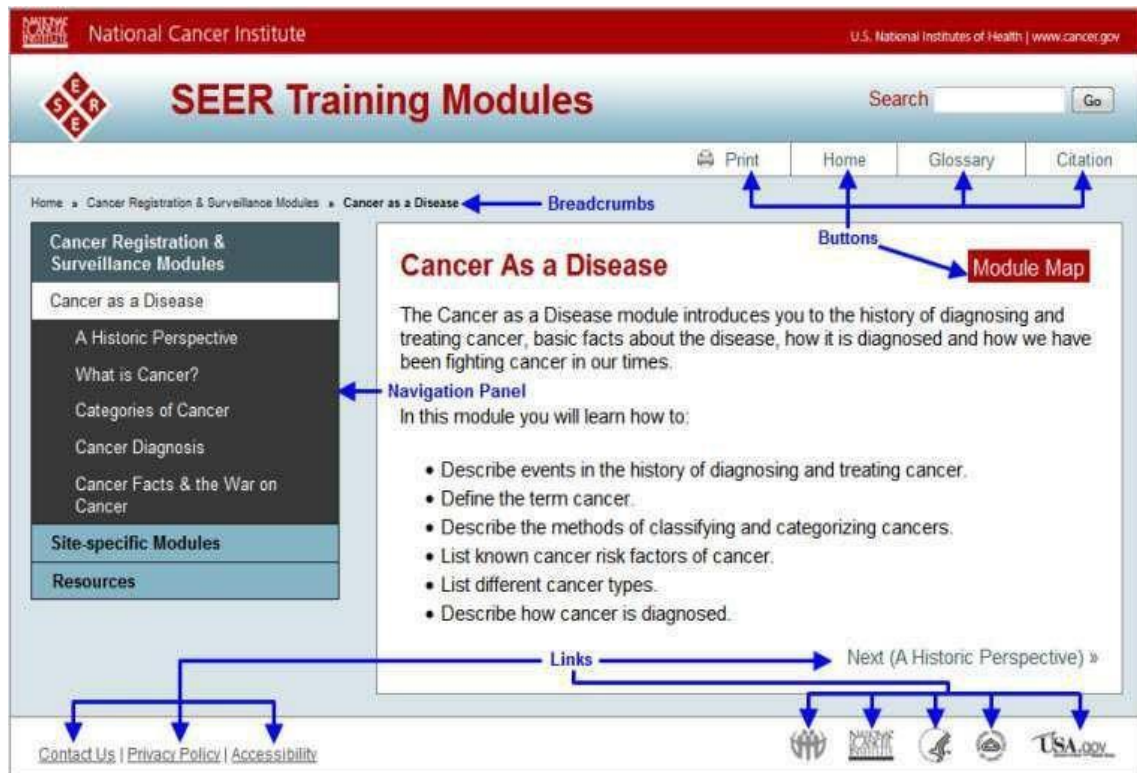 NATIONAL CANCER INSTITUTE
National Cancer Institute
U.S. National Institutes of Health | www.cancer.gov
S E E R
SEER Training Modules
Search
Go
Print
Home
Glossary
Citation
Home » Cancer Registration & Surveillance Modules » Cancer as a Disease
Breadcrumbs
Buttons
Cancer Registration &
Surveillance Modules
Cancer as a Disease
A Historic Perspective
What is Cancer?
Categories of Cancer
Cancer Diagnosis
Cancer Facts & the War on
Cancer
Site-specific Modules
Resources
Navigation Panel
Cancer As a Disease
Module Map
The Cancer as a Disease module introduces you to the history of diagnosing and
treating cancer, basic facts about the disease, how it is diagnosed and how we have
been fighting cancer in our times.
In this module you will learn how to:
• Describe events in the history of diagnosing and treating cancer.
• Define the term cancer.
• Describe the methods of classifying and categorizing cancers.
• List known cancer risk factors of cancer.
• List different cancer types.
• Describe how cancer is diagnosed.
Links
Next (A Historic Perspective) »
Contact Us | Privacy Policy | Accessibility
NATIONAL CANCER INSTITUTE
USA.gov